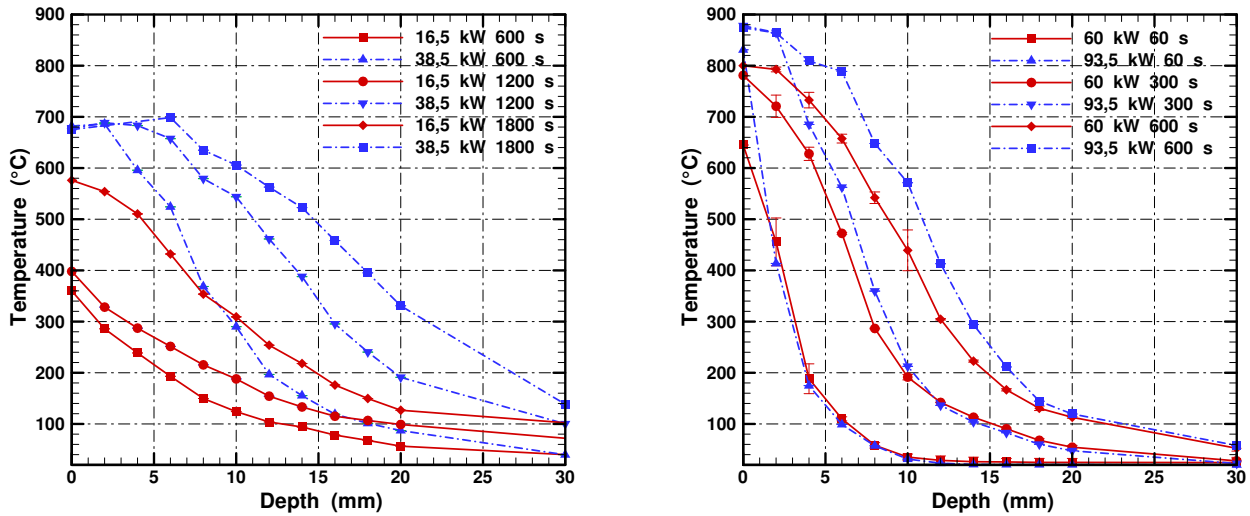 900
800
700
600
500
400
300
200
100
0 5 10 15 20 25 30
Temperature (°C)
Depth (mm)
16,5 kW 600 s
38,5 kW 600 s
16,5 kW 1200 s
38,5 kW 1200 s
16,5 kW 1800 s
38,5 kW 1800 s
900
800
700
600
500
400
300
200
100
0 5 10 15 20 25 30
Temperature (°C)
Depth (mm)
60 kW 60 s
93,5 kW 60 s
60 kW 300 s
93,5 kW 300 s
60 kW 600 s
93,5 kW 600 s